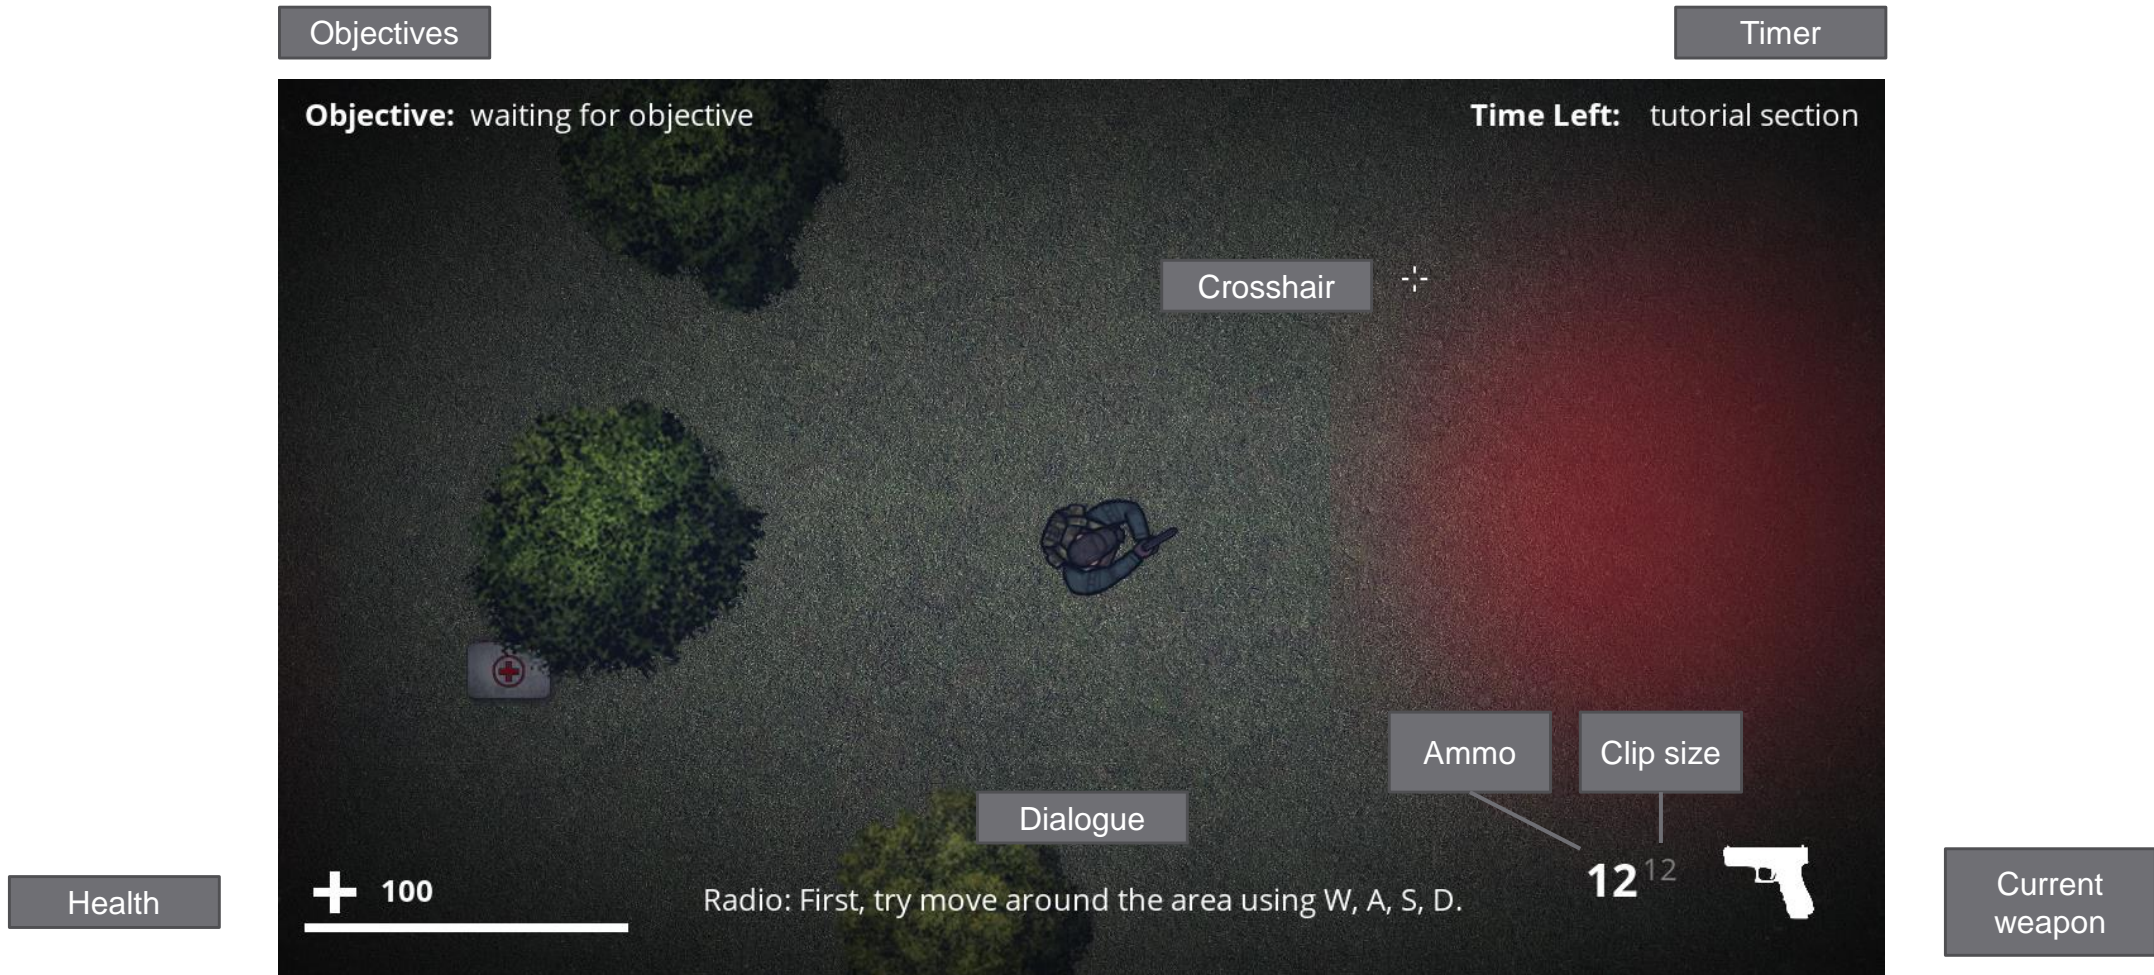 Objectives
Timer
Objective: waiting for objective
Time Left: tutorial section
Crosshair
Ammo
Clip size
Dialogue
Health
100
Radio: First, try move around the area using W, A, S, D.
12 12
Current
weapon